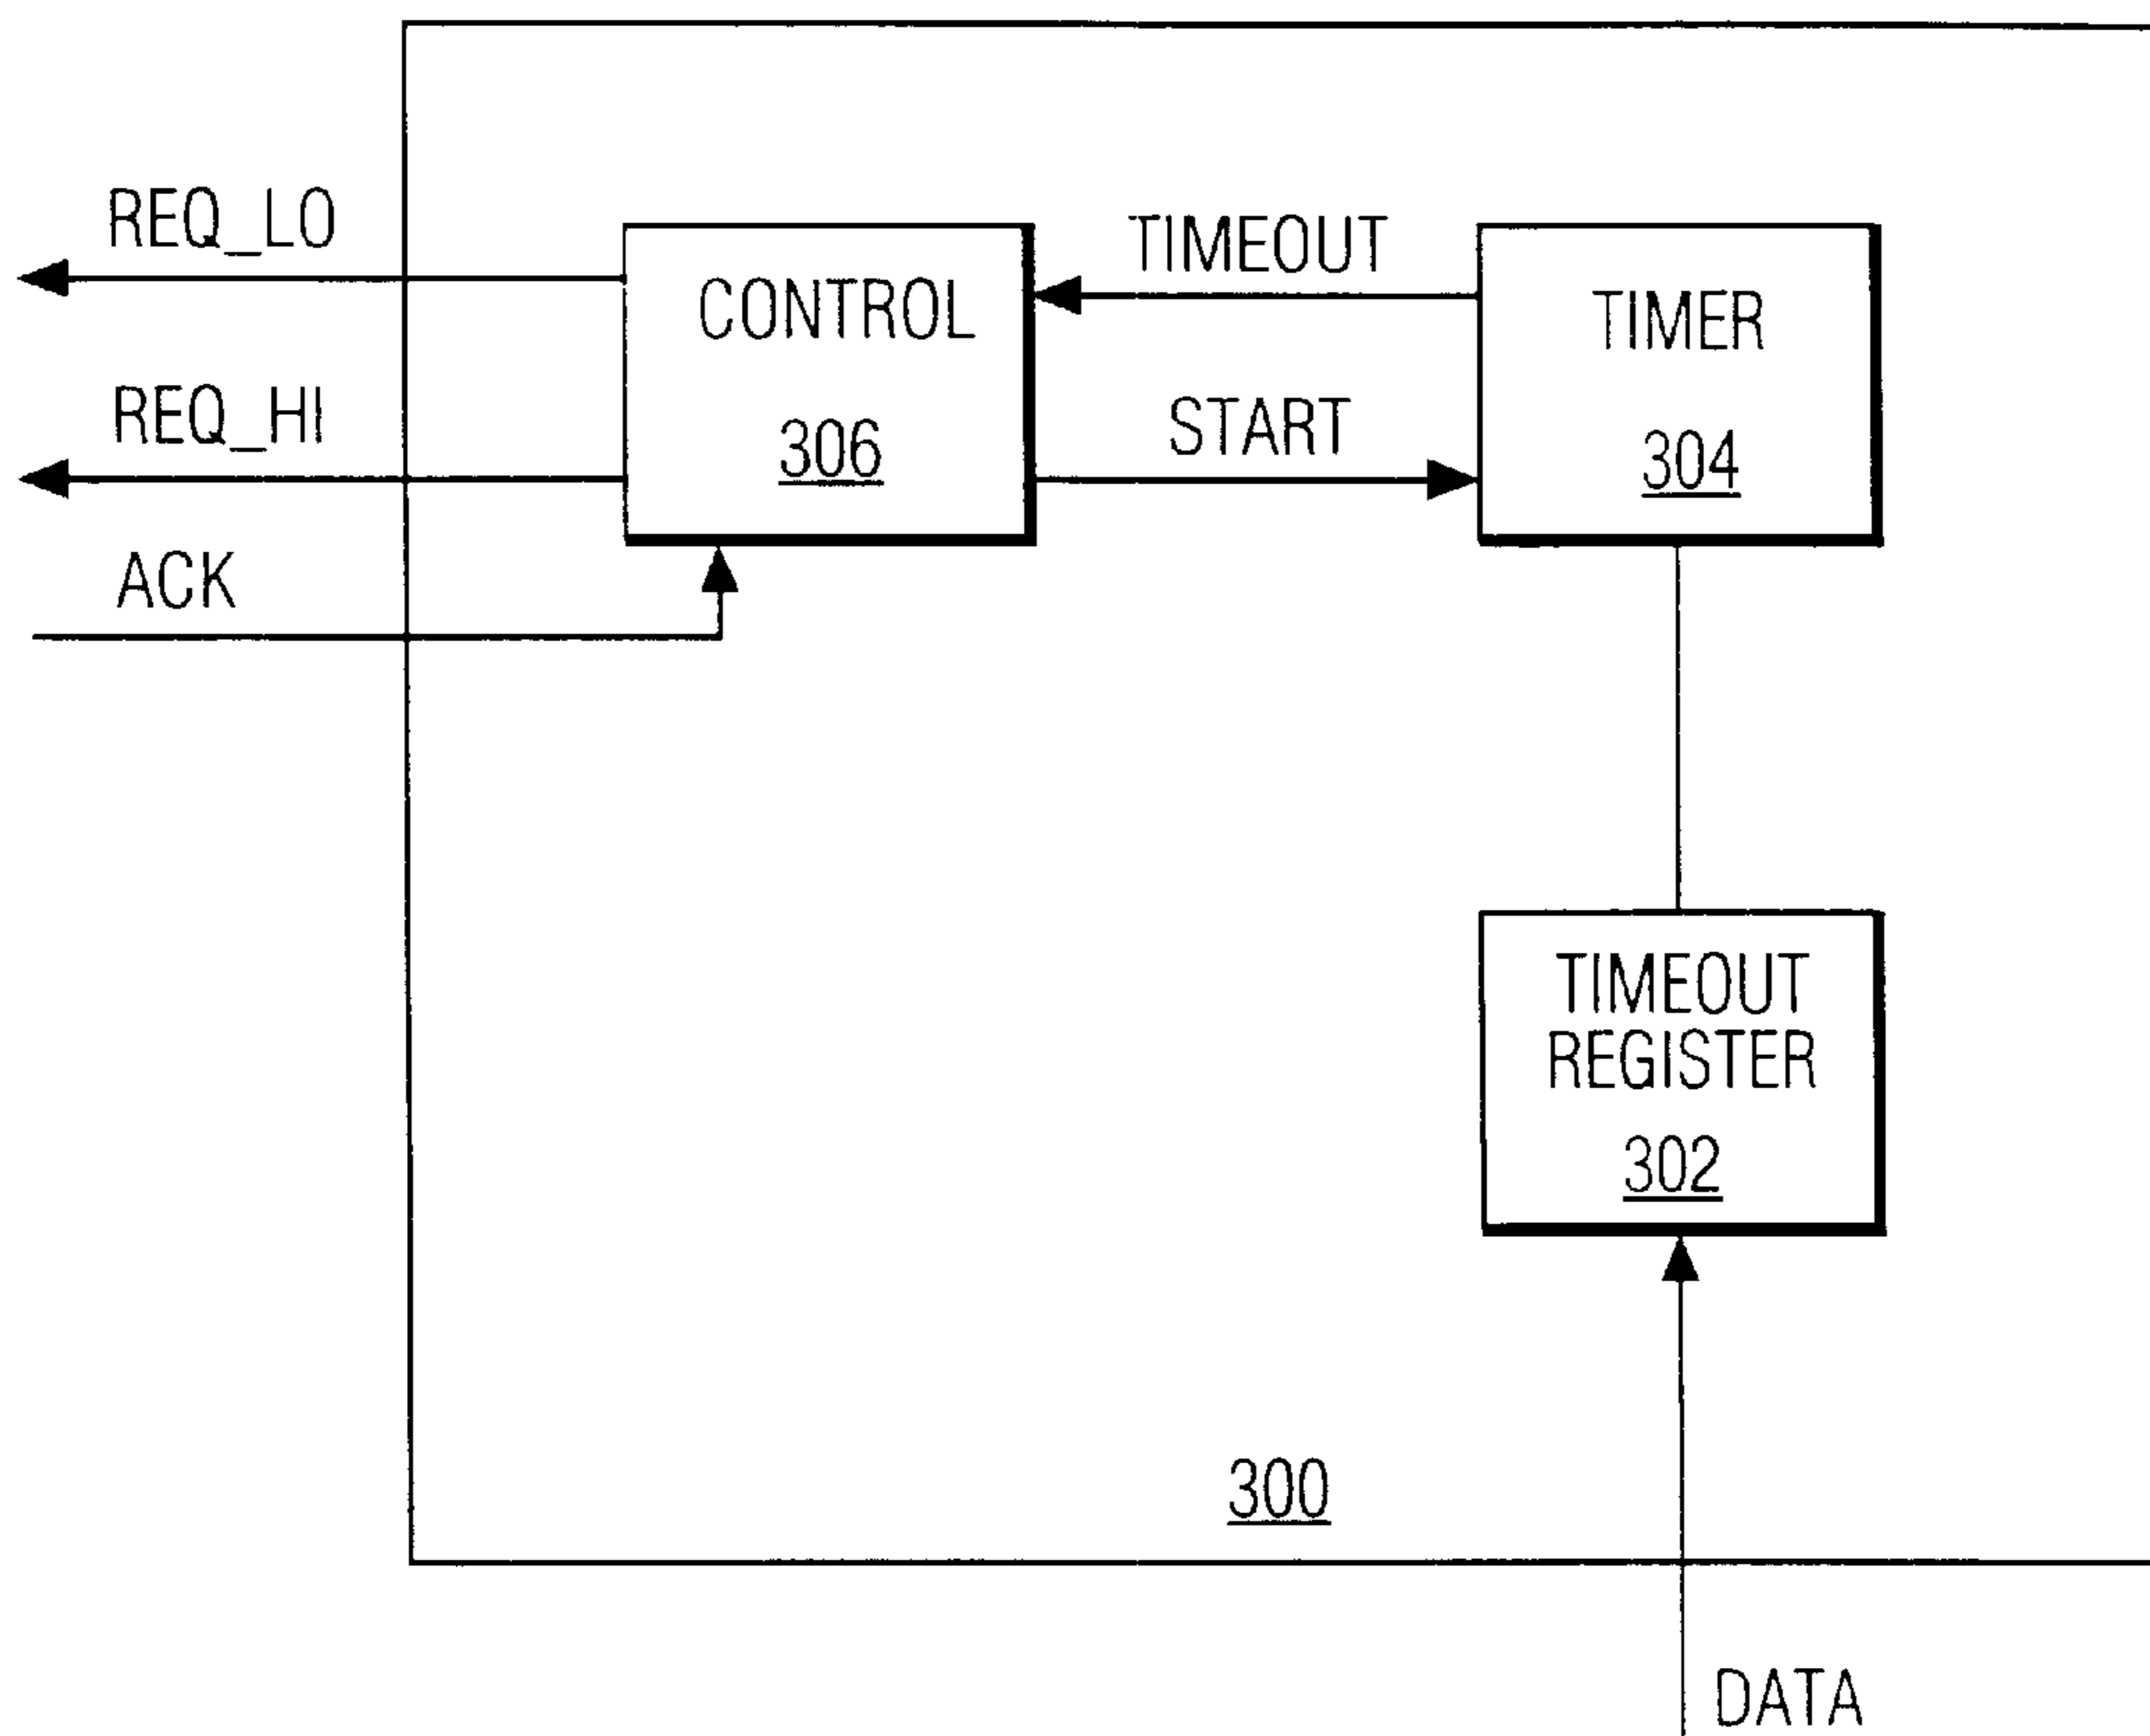 REQ_LO
REQ_HI
ACK
CONTROL
306
TIMEOUT
START
TIMER
304
TIMEOUT
REGISTER
302
300
DATA